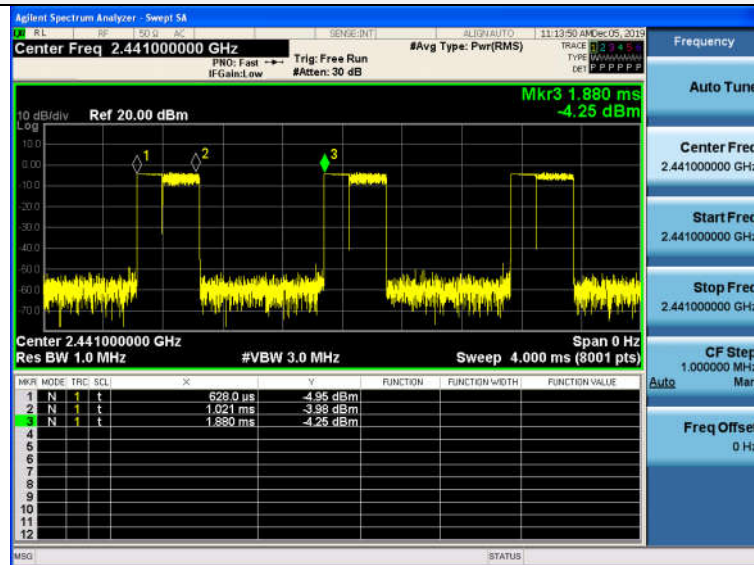 Agilent Spectrum Analyzer - Swept SA
RL RF 50 Ω AC SENSE:INT ALIGN AUTO 11:13:50 AM Dec 05, 2019
Center Freq 2.441000000 GHz
PNO: Fast
IFGain:Low
Trig: Free Run
#Atten: 30 dB
#Avg Type: Pwr(RMS)
TRACE 1 2 3 4 5 6
TYPE
DET P P P P P P
Mkr3 1.880 ms
-4.25 dBm
10 dB/div Ref 20.00 dBm
Log
10.0
0.00
-10.0
-20.0
-30.0
-40.0
-50.0
-60.0
-70.0
1
2
3
Center 2.441000000 GHz Span 0 Hz
Res BW 1.0 MHz #VBW 3.0 MHz Sweep 4.000 ms (8001 pts)
MKR MODE TRC SCL X Y FUNCTION FUNCTION WIDTH FUNCTION VALUE
1 N 1 t 628.0 µs -4.95 dBm
2 N 1 t 1.021 ms -3.98 dBm
3 N 1 t 1.880 ms -4.25 dBm
4
5
6
7
8
9
10
11
12
MSG STATUS
Frequency
Auto Tune
Center Freq
2.441000000 GHz
Start Freq
2.441000000 GHz
Stop Freq
2.441000000 GHz
CF Step
1.000000 MHz
Auto Man
Freq Offset
0 Hz